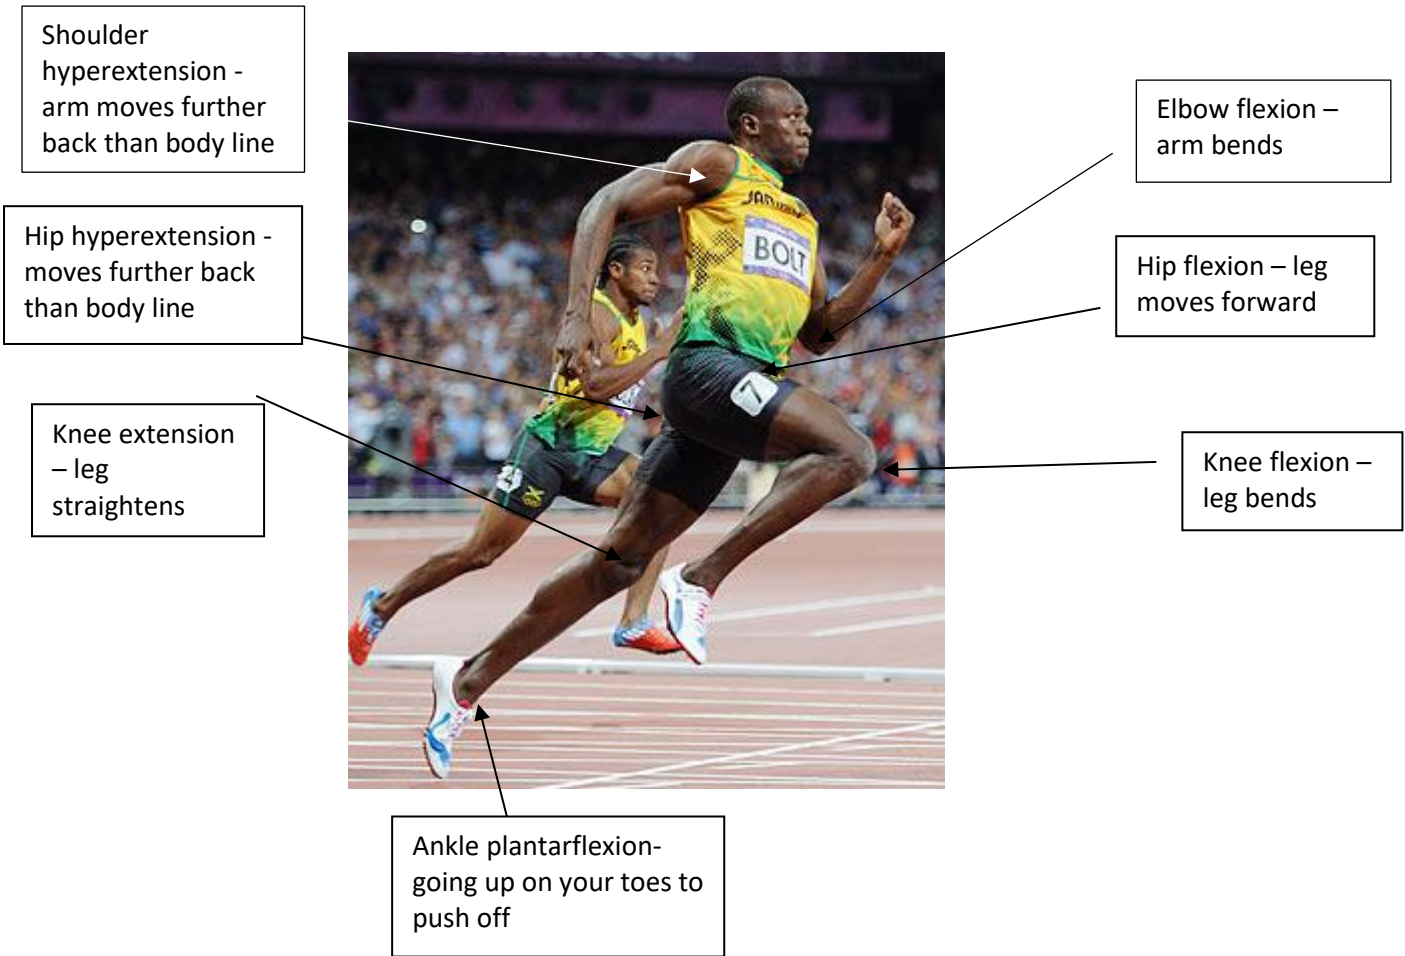 Shoulder
hyperextension -
arm moves further
back than body line
Hip hyperextension -
moves further back
than body line
Knee extension
– leg
straightens
Elbow flexion –
arm bends
Hip flexion – leg
moves forward
Knee flexion –
leg bends
BOLT
7
Ankle plantarflexion-
going up on your toes to
push off